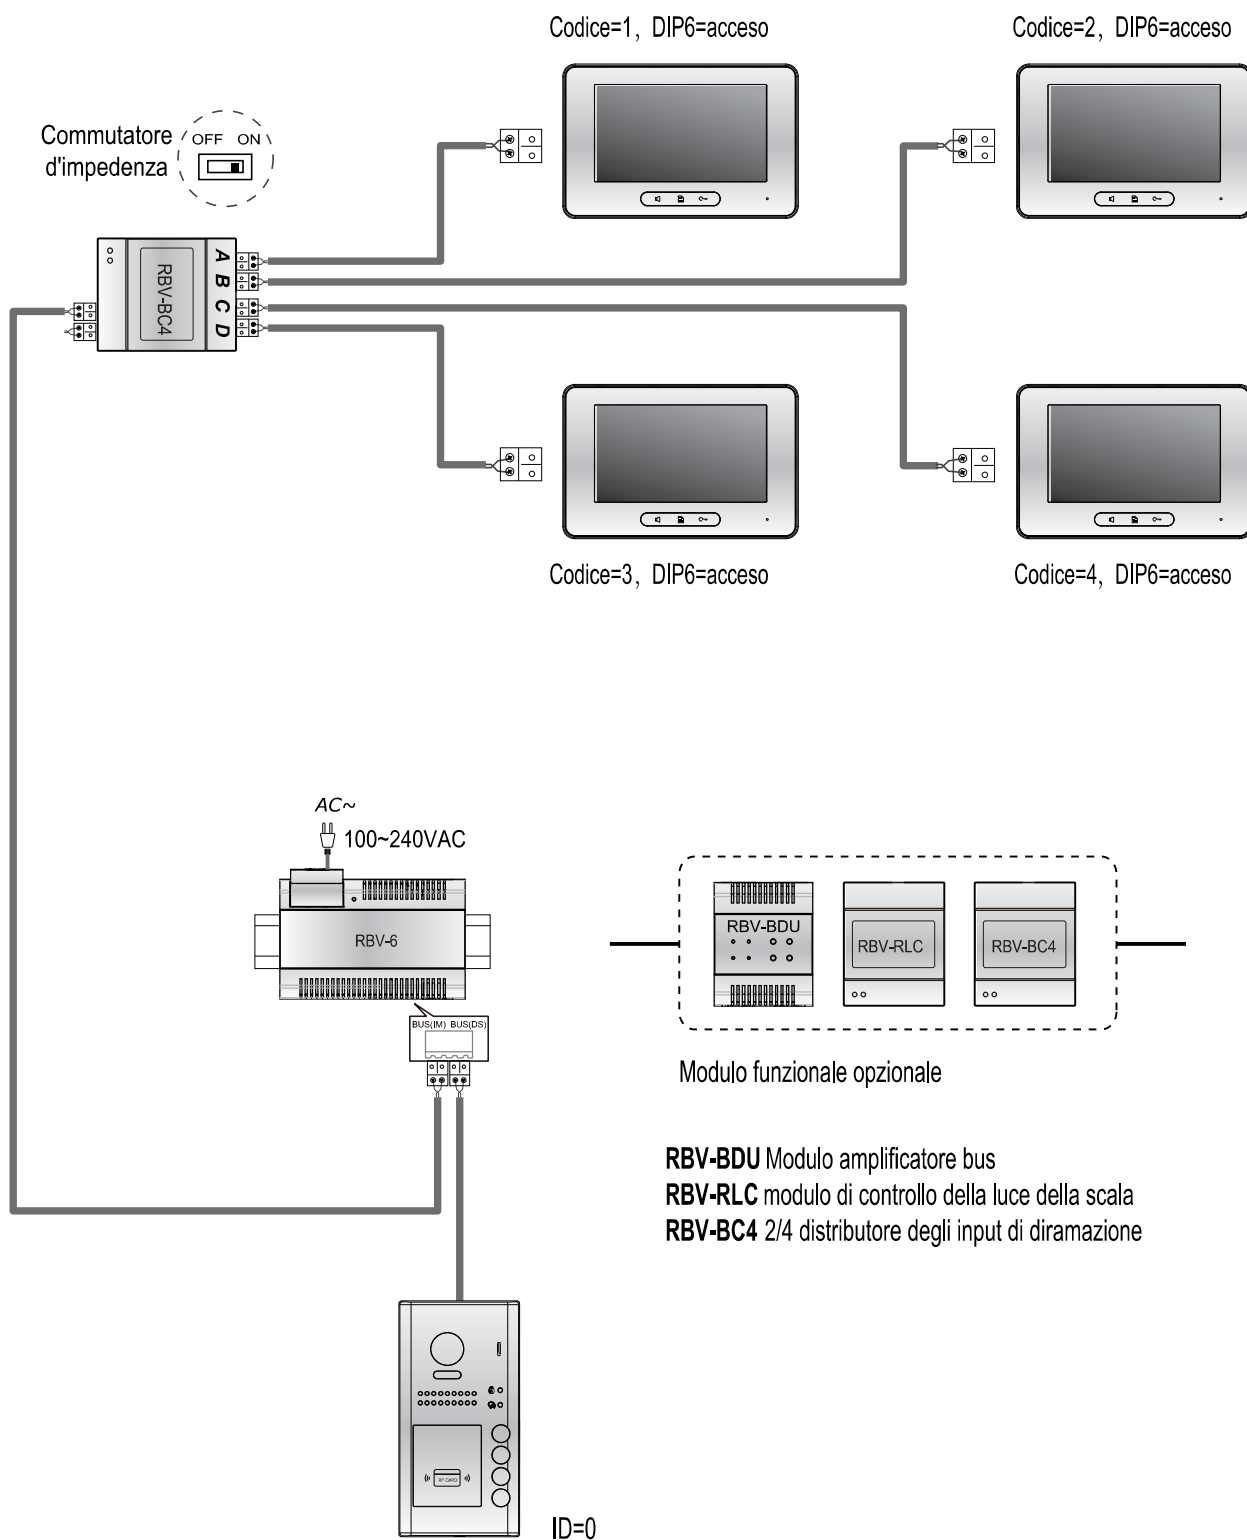 Codice=1, DIP6=acceso
Codice=2, DIP6=acceso
Commutatore
d'impedenza
OFF ON
RBV-BC4
A
B
C
D
Codice=3, DIP6=acceso
Codice=4, DIP6=acceso
AC~
100~240VAC
RBV-6
BUS(IM) BUS(DS)
RBV-BDU
RBV-RLC
RBV-BC4
Modulo funzionale opzionale
RBV-BDU Modulo amplificatore bus
RBV-RLC modulo di controllo della luce della scala
RBV-BC4 2/4 distributore degli input di diramazione
RF CARD
ID=0